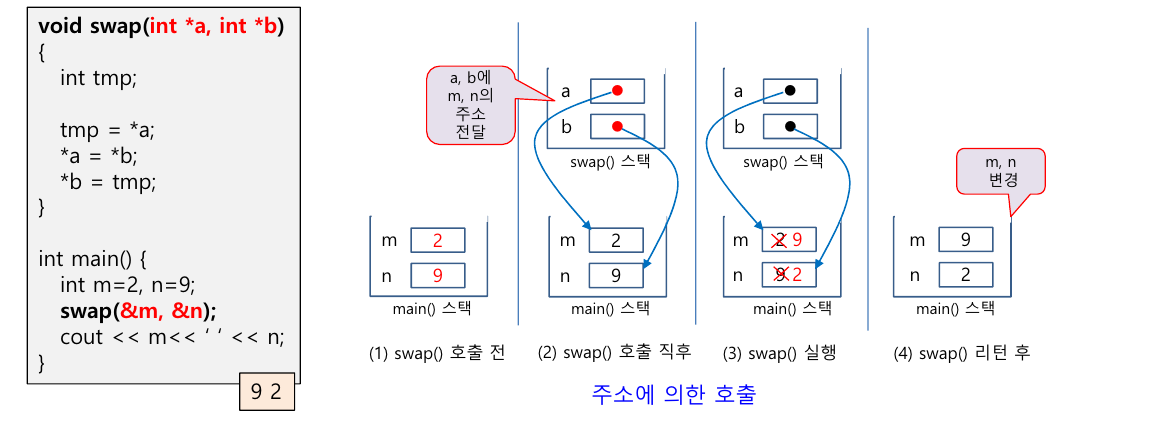 void swap(int *a, int *b)
{
int tmp;
tmp = *a;
*a = *b;
*b = tmp;
}
int main() {
int m=2, n=9;
swap(&m, &n);
cout << m<< ‘ ‘ << n;
}
9 2
m 2
n 9
main() 스택
(1) swap() 호출 전
a, b에
m, n의
주소
전달
a
b
swap() 스택
m 2
n 9
main() 스택
(2) swap() 호출 직후
a
b
swap() 스택
m 2 9
n 9 2
main() 스택
(3) swap() 실행
m, n
변경
m 9
n 2
main() 스택
(4) swap() 리턴 후
주소에 의한 호출